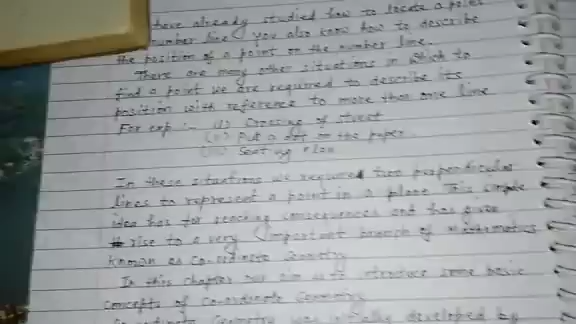 have already studied how to locate a point
number line you also know how to describe
the position of a point on the number line.
There are many other situations in which to
find a point we are required to describe its
position with reference to more than one line
For exp :- (i) Crossing of street
(ii) Put a dot in the paper
(iii) Seating Plan
In these situations we required two perpendicular
lines to represent a point in a plane This simple
idea has far reaching consequences and has given
rise to a very important branch of mathematics
known as co-ordinate Geometry
In this chapter our aim is to introduce some basic
concepts of Co-ordinate Geometry
Co-ordinate Geometry was initially developed by